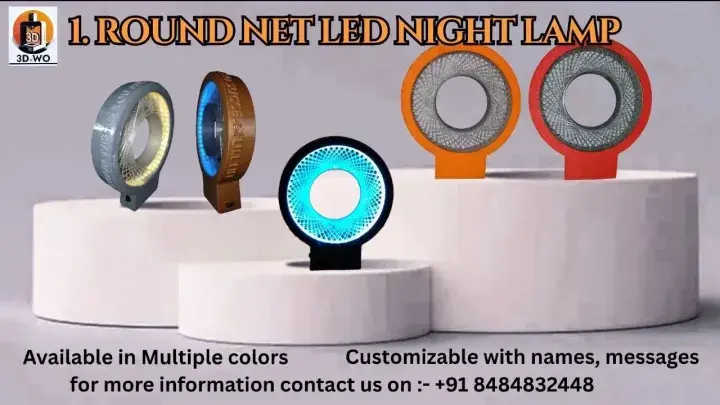 3D
3D-WO
1. ROUND NET LED NIGHT LAMP
Available in Multiple colors
Customizable with names, messages
for more information contact us on :- +91 8484832448